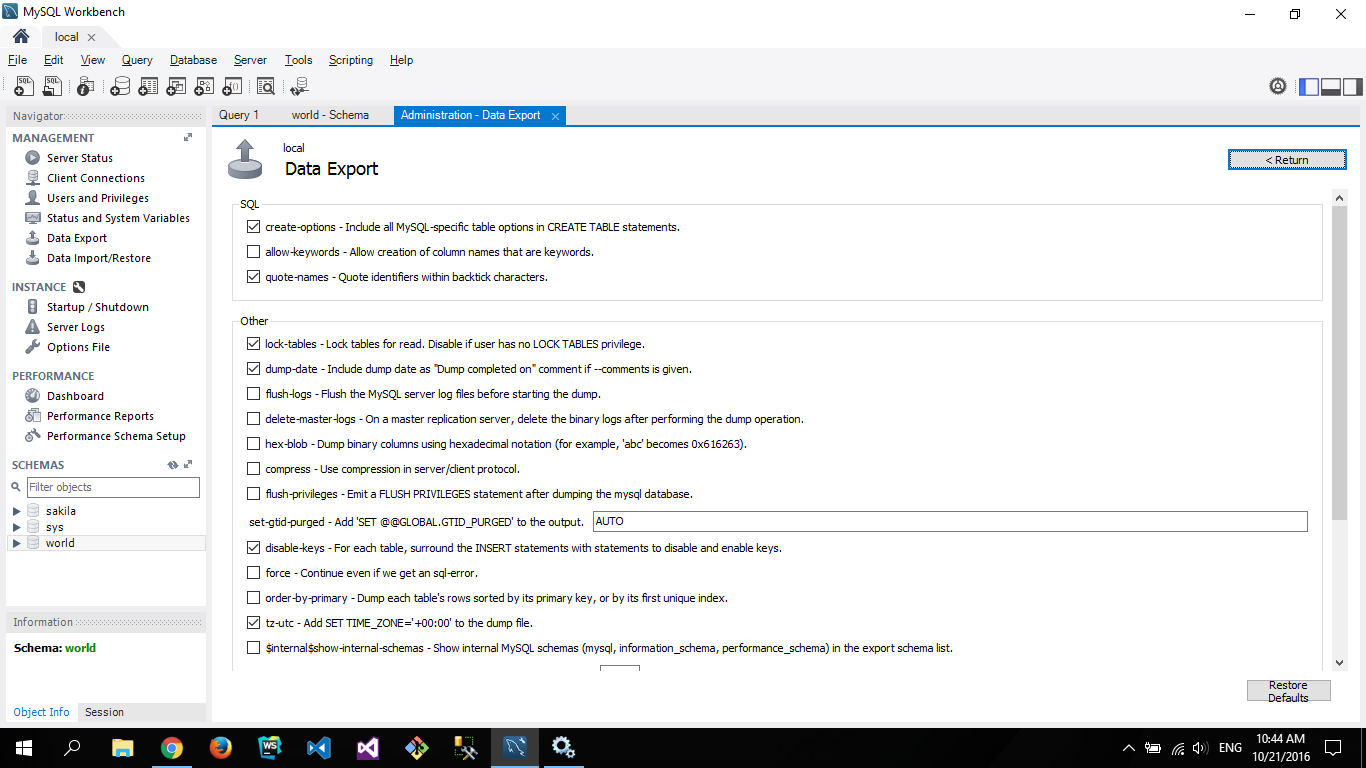 MySQL Workbench
local
File Edit View Query Database Server Tools Scripting Help
Navigator
MANAGEMENT
Server Status
Client Connections
Users and Privileges
Status and System Variables
Data Export
Data Import/Restore
INSTANCE
Startup / Shutdown
Server Logs
Options File
PERFORMANCE
Dashboard
Performance Reports
Performance Schema Setup
SCHEMAS
Filter objects
sakila
sys
world
Information
Schema: world
Object Info Session
Query 1 world - Schema Administration - Data Export
local
Data Export
< Return
SQL
create-options - Include all MySQL-specific table options in CREATE TABLE statements.
allow-keywords - Allow creation of column names that are keywords.
quote-names - Quote identifiers within backtick characters.
Other
lock-tables - Lock tables for read. Disable if user has no LOCK TABLES privilege.
dump-date - Include dump date as "Dump completed on" comment if --comments is given.
flush-logs - Flush the MySQL server log files before starting the dump.
delete-master-logs - On a master replication server, delete the binary logs after performing the dump operation.
hex-blob - Dump binary columns using hexadecimal notation (for example, 'abc' becomes 0x616263).
compress - Use compression in server/client protocol.
flush-privileges - Emit a FLUSH PRIVILEGES statement after dumping the mysql database.
set-gtid-purged - Add 'SET @@GLOBAL.GTID_PURGED' to the output. AUTO
disable-keys - For each table, surround the INSERT statements with statements to disable and enable keys.
force - Continue even if we get an sql-error.
order-by-primary - Dump each table's rows sorted by its primary key, or by its first unique index.
tz-utc - Add SET TIME_ZONE='+00:00' to the dump file.
$internal$show-internal-schemas - Show internal MySQL schemas (mysql, information_schema, performance_schema) in the export schema list.
Restore
Defaults
WS
ENG
10:44 AM
10/21/2016